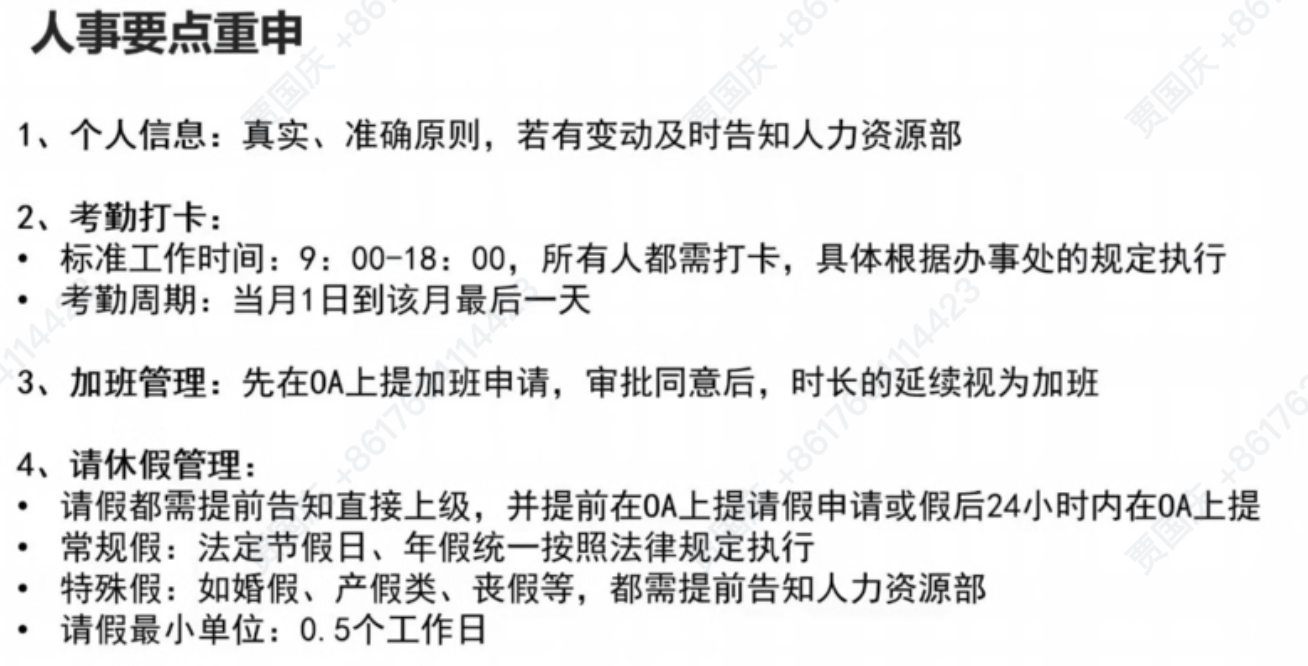 人事要点重申
1、个人信息：真实、准确原则，若有变动及时告知人力资源部
2、考勤打卡：
• 标准工作时间：9：00-18：00，所有人都需打卡，具体根据办事处的规定执行
• 考勤周期：当月1日到该月最后一天
3、加班管理：先在OA上提加班申请，审批同意后，时长的延续视为加班
4、请休假管理：
• 请假都需提前告知直接上级，并提前在OA上提请假申请或假后24小时内在OA上提
• 常规假：法定节假日、年假统一按照法律规定执行
• 特殊假：如婚假、产假类、丧假等，都需提前告知人力资源部
• 请假最小单位：0.5个工作日